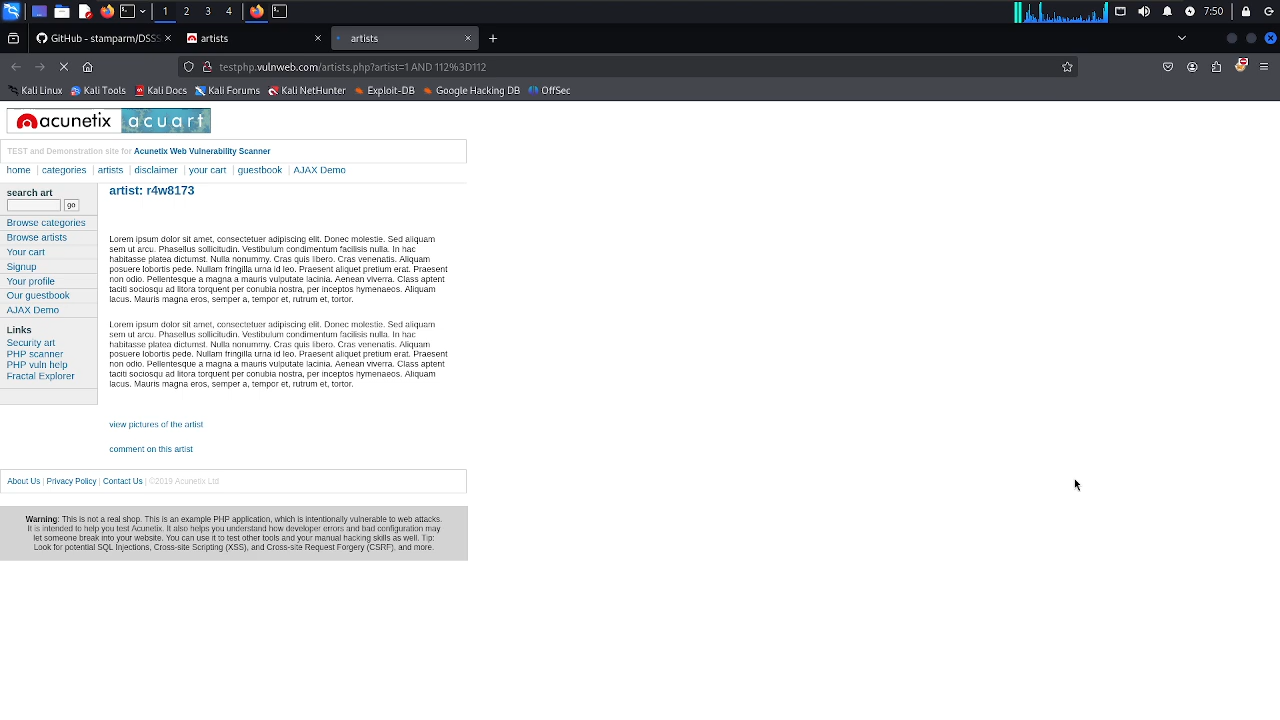 1 2 3 4 7:50
GitHub - stamparm/DSSS artists artists
testphp.vulnweb.com/artists.php?artist=1 AND 112%3D112
Kali Linux Kali Tools Kali Docs Kali Forums Kali NetHunter Exploit-DB Google Hacking DB OffSec
acunetix acuart
TEST and Demonstration site for Acunetix Web Vulnerability Scanner
home | categories | artists | disclaimer | your cart | guestbook | AJAX Demo
search art
go
Browse categories
Browse artists
Your cart
Signup
Your profile
Our guestbook
AJAX Demo
Links
Security art
PHP scanner
PHP vuln help
Fractal Explorer
artist: r4w8173
Lorem ipsum dolor sit amet, consectetuer adipiscing elit. Donec molestie. Sed aliquam
sem ut arcu. Phasellus sollicitudin. Vestibulum condimentum facilisis nulla. In hac
habitasse platea dictumst. Nulla nonummy. Cras quis libero. Cras venenatis. Aliquam
posuere lobortis pede. Nullam fringilla urna id leo. Praesent aliquet pretium erat. Praesent
non odio. Pellentesque a magna a mauris vulputate lacinia. Aenean viverra. Class aptent
taciti sociosqu ad litora torquent per conubia nostra, per inceptos hymenaeos. Aliquam
lacus. Mauris magna eros, semper a, tempor et, rutrum et, tortor.
Lorem ipsum dolor sit amet, consectetuer adipiscing elit. Donec molestie. Sed aliquam
sem ut arcu. Phasellus sollicitudin. Vestibulum condimentum facilisis nulla. In hac
habitasse platea dictumst. Nulla nonummy. Cras quis libero. Cras venenatis. Aliquam
posuere lobortis pede. Nullam fringilla urna id leo. Praesent aliquet pretium erat. Praesent
non odio. Pellentesque a magna a mauris vulputate lacinia. Aenean viverra. Class aptent
taciti sociosqu ad litora torquent per conubia nostra, per inceptos hymenaeos. Aliquam
lacus. Mauris magna eros, semper a, tempor et, rutrum et, tortor.
view pictures of the artist
comment on this artist
About Us | Privacy Policy | Contact Us | ©2019 Acunetix Ltd
Warning: This is not a real shop. This is an example PHP application, which is intentionally vulnerable to web attacks.
It is intended to help you test Acunetix. It also helps you understand how developer errors and bad configuration may
let someone break into your website. You can use it to test other tools and your manual hacking skills as well. Tip:
Look for potential SQL Injections, Cross-site Scripting (XSS), and Cross-site Request Forgery (CSRF), and more.